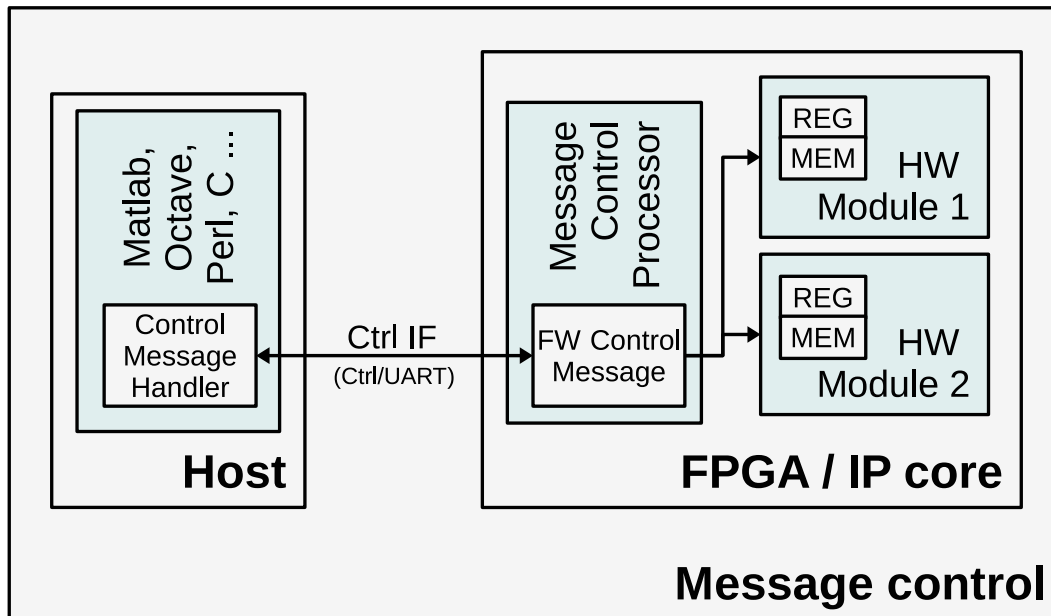 Matlab,
Octave,
Perl, C ...
Control
Message
Handler
Host
Ctrl IF
(Ctrl/UART)
Message
Control
Processor
FW Control
Message
REG
MEM
HW
Module 1
REG
MEM
HW
Module 2
FPGA / IP core
Message control